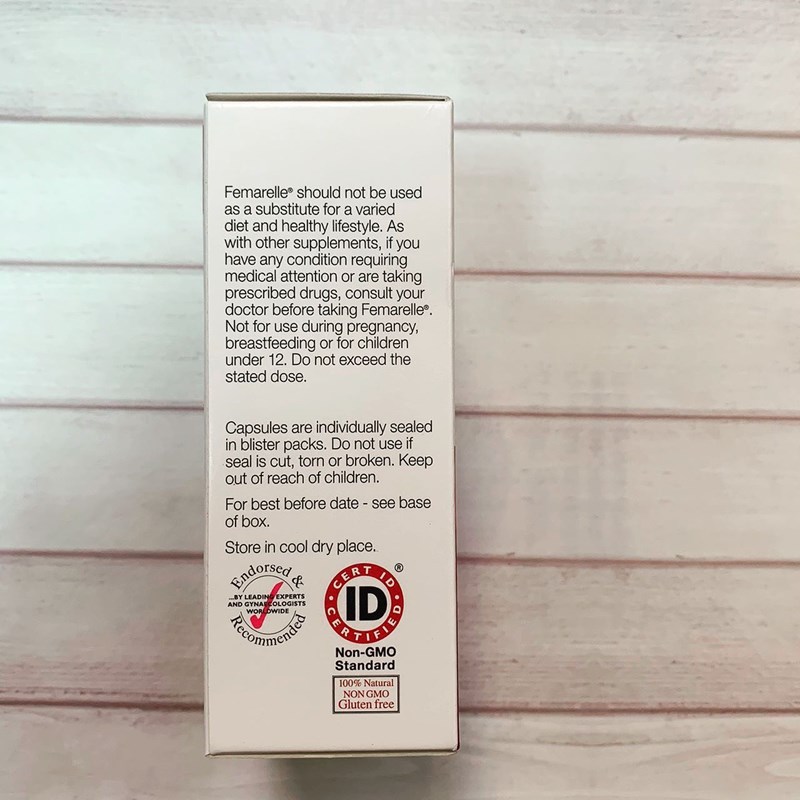 Femarelle® should not be used
as a substitute for a varied
diet and healthy lifestyle. As
with other supplements, if you
have any condition requiring
medical attention or are taking
prescribed drugs, consult your
doctor before taking Femarelle®.
Not for use during pregnancy,
breastfeeding or for children
under 12. Do not exceed the
stated dose.
Capsules are individually sealed
in blister packs. Do not use if
seal is cut, torn or broken. Keep
out of reach of children.
For best before date - see base
of box.
Store in cool dry place.
Endorsed &
...BY LEADING EXPERTS
AND GYNAECOLOGISTS
WORLDWIDE
Recommended
CERT ID
ID
CERTIFIED
®
Non-GMO
Standard
100% Natural
NON GMO
Gluten free